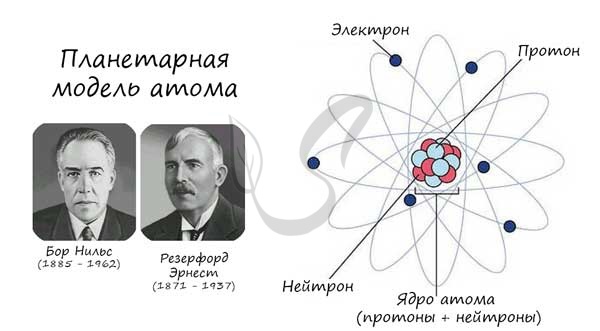 Планетарная
модель атома
Бор Нильс
(1885 - 1962)
Резерфорд
Эрнест
(1871 - 1937)
Электрон
Протон
Нейтрон
Ядро атома
(протоны + нейтроны)